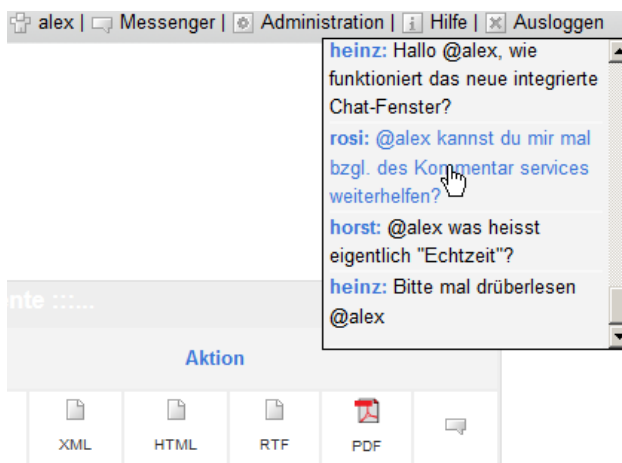 alex | Messenger | Administration | Hilfe | Ausloggen
heinz: Hallo @alex, wie
funktioniert das neue integrierte
Chat-Fenster?
rosi: @alex kannst du mir mal
bzgl. des Kommentar services
weiterhelfen?
horst: @alex was heisst
eigentlich "Echtzeit"?
heinz: Bitte mal drüberlesen
@alex
nte :::...
Aktion
XML HTML RTF PDF